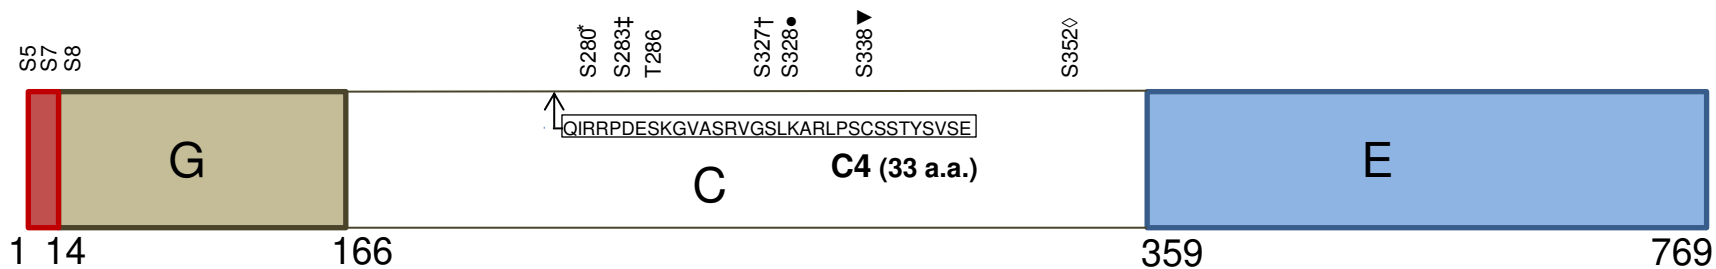 S5 S7 S8 S280* S283‡ T286 S327† S328● S338▼ S352◇
QIRRPDESKGVASRVGSLKARLPSCSSTYSVSE
G C C4 (33 a.a.) E
1 14 166 359 769